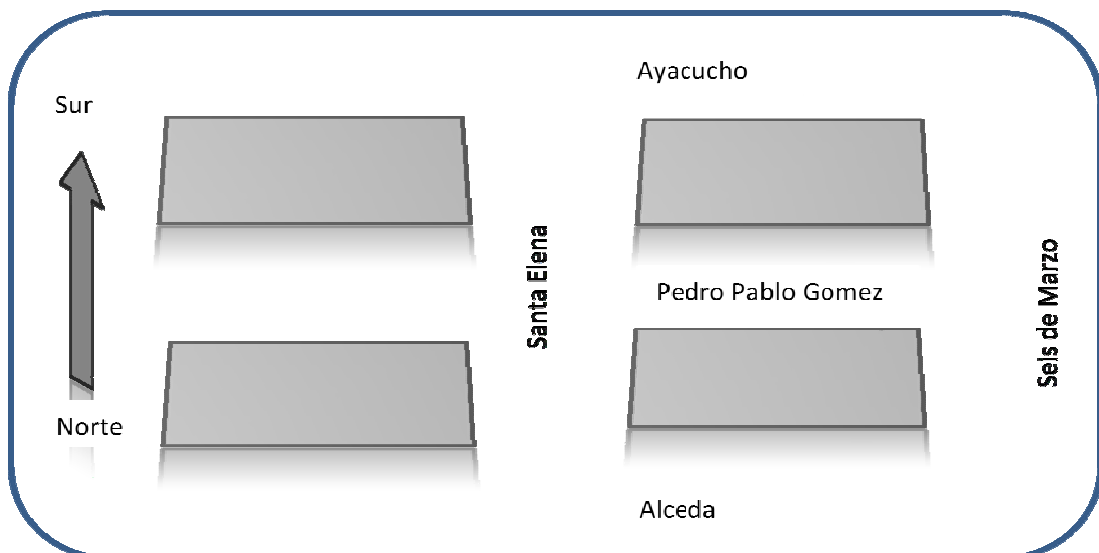 Ayacucho
Sur
Santa Elena
Pedro Pablo Gomez
Seis de Marzo
Norte
Alceda